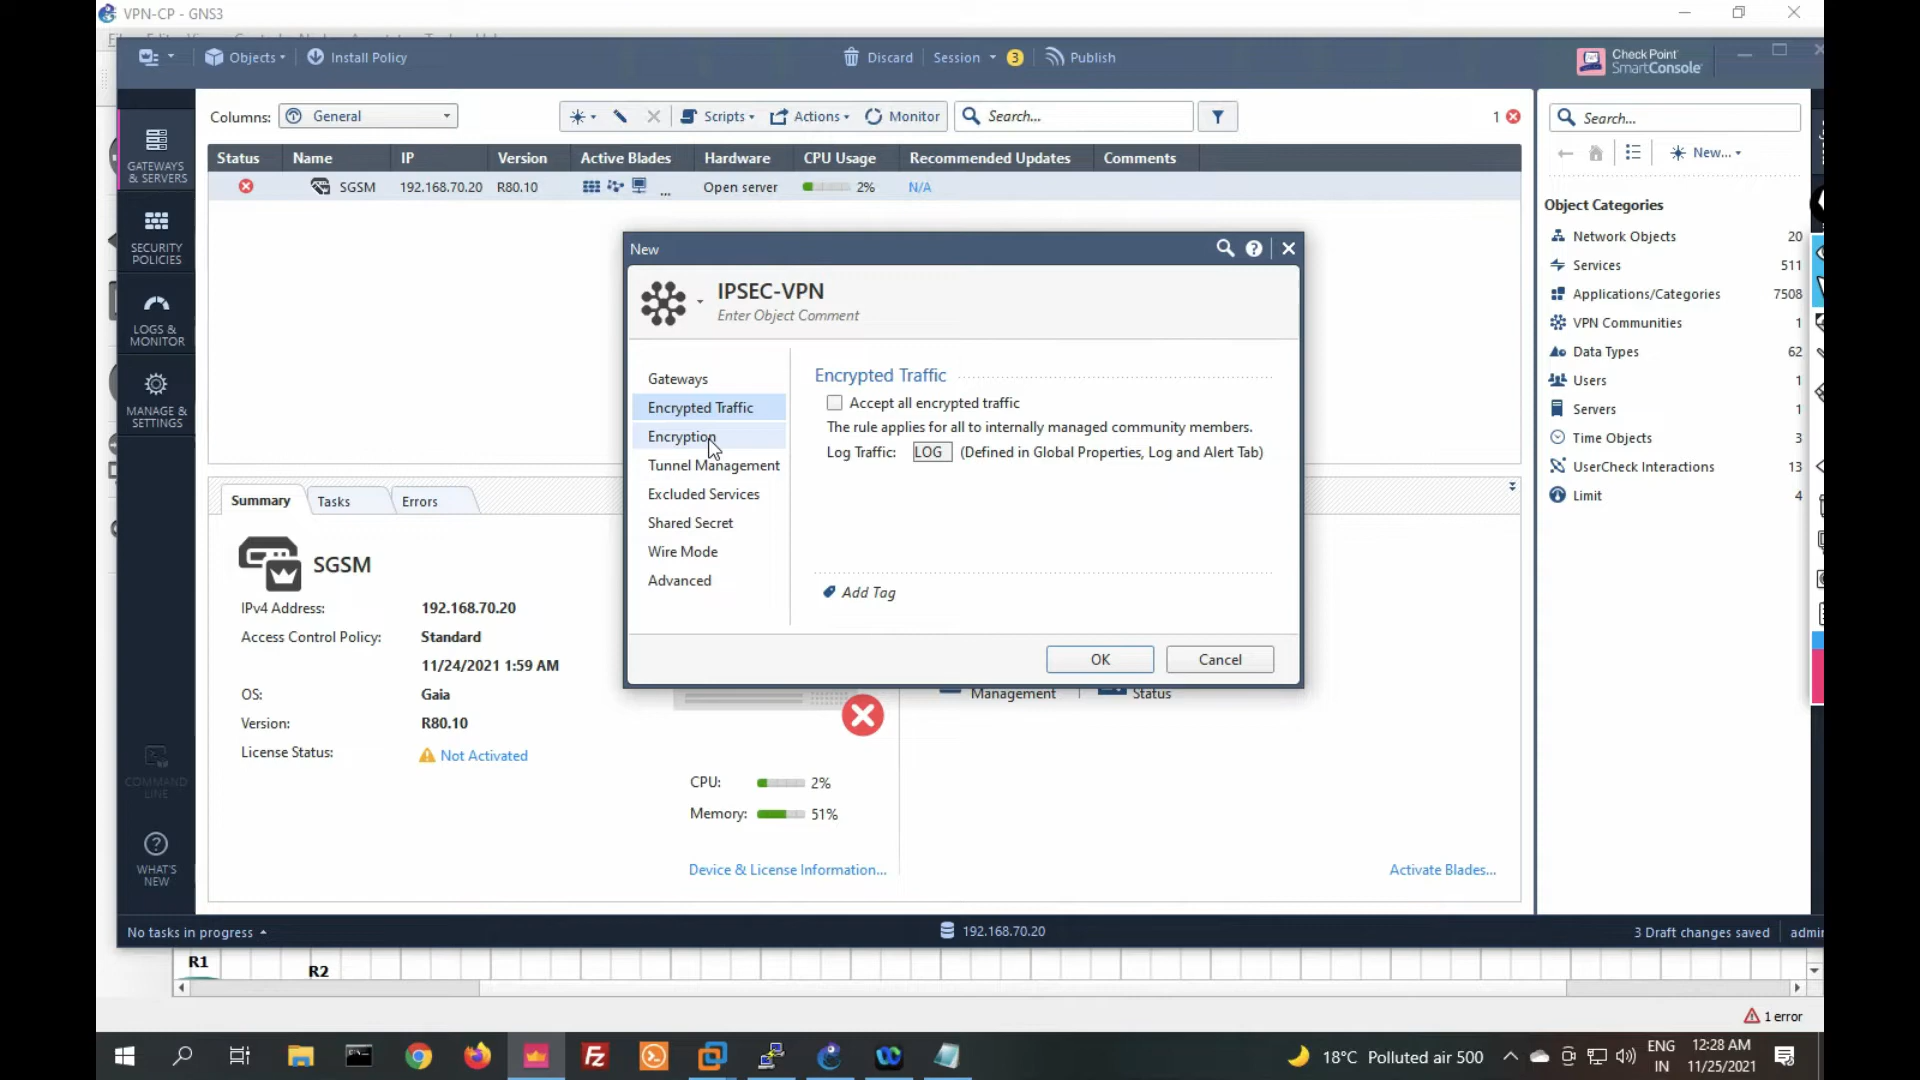 VPN-CP - GNS3
Objects
Install Policy
Discard
Session
3
Publish
Check Point
SmartConsole
Columns:
General
Scripts
Actions
Monitor
Search...
1
Search...
GATEWAYS
& SERVERS
Status
Name
IP
Version
Active Blades
Hardware
CPU Usage
Recommended Updates
Comments
New...
SGSM
192.168.70.20
R80.10
...
Open server
2%
N/A
Object Categories
SECURITY
POLICIES
LOGS &
MONITOR
MANAGE &
SETTINGS
COMMAND
LINE
WHAT'S
NEW
New
IPSEC-VPN
Enter Object Comment
Gateways
Encrypted Traffic
Encryption
Tunnel Management
Excluded Services
Shared Secret
Wire Mode
Advanced
Encrypted Traffic
Accept all encrypted traffic
The rule applies for all to internally managed community members.
Log Traffic:
LOG
(Defined in Global Properties, Log and Alert Tab)
Add Tag
OK
Cancel
Network Objects 20
Services 511
Applications/Categories 7508
VPN Communities 1
Data Types 62
Users 1
Servers 1
Time Objects 3
UserCheck Interactions 13
Limit 4
Summary
Tasks
Errors
SGSM
IPv4 Address: 192.168.70.20
Access Control Policy: Standard
11/24/2021 1:59 AM
OS: Gaia
Version: R80.10
License Status: Not Activated
Management
Status
CPU: 2%
Memory: 51%
Device & License Information...
Activate Blades...
No tasks in progress
192.168.70.20
3 Draft changes saved
admi
R1
R2
1 error
18°C Polluted air 500
ENG
IN
12:28 AM
11/25/2021